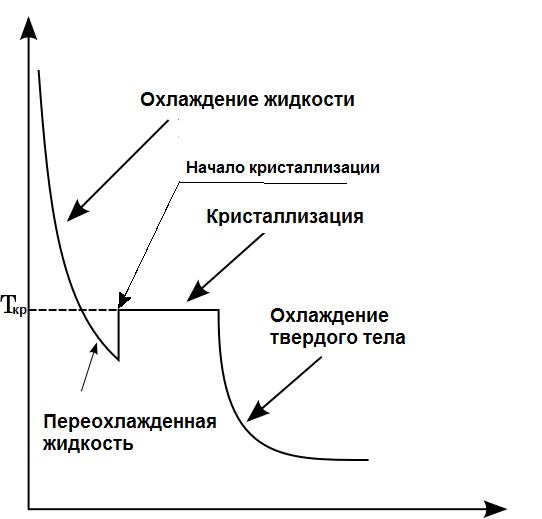 Охлаждение жидкости
Начало кристаллизации
Кристаллизация
Tкр
Охлаждение
твердого тела
Переохлажденная
жидкость